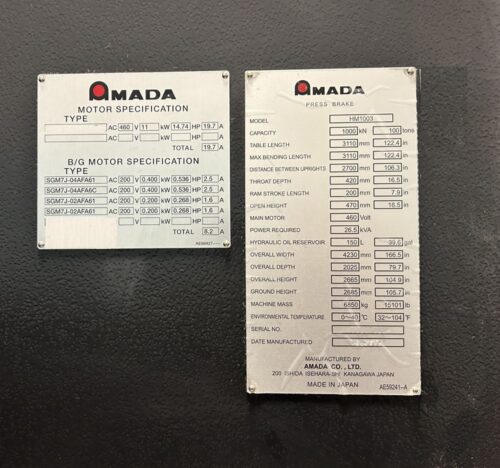 AMADA
MOTOR SPECIFICATION
TYPE
AC 460 V 11 kW 14.74 HP 19.7 A
AC V kW HP A
TOTAL 19.7 A
B/G MOTOR SPECIFICATION
TYPE
SGM7J-04AFA61 AC 200 V 0.400 kW 0.536 HP 2.5 A
SGM7J-04AFA6C AC 200 V 0.400 kW 0.536 HP 2.5 A
SGM7J-02AFA61 AC 200 V 0.200 kW 0.268 HP 1.6 A
SGM7J-02AFA61 AC 200 V 0.200 kW 0.268 HP 1.6 A
AC V kW HP A
TOTAL 8.2 A
AMADA
PRESS BRAKE
MODEL HM1003
CAPACITY 1000 kN 100 tons
TABLE LENGTH 3110 mm 122.4 in
MAX BENDING LENGTH 3110 mm 122.4 in
DISTANCE BETWEEN UPRIGHTS 2700 mm 106.3 in
THROAT DEPTH 420 mm 16.5 in
RAM STROKE LENGTH 200 mm 7.9 in
OPEN HEIGHT 470 mm 18.5 in
MAIN MOTOR 460 Volt
POWER REQUIRED 26.5 kVA
HYDRAULIC OIL RESERVOIR 150 L 39.6 gal
OVERALL WIDTH 4230 mm 166.5 in
OVERALL DEPTH 2025 mm 79.7 in
OVERALL HEIGHT 2665 mm 104.9 in
GROUND HEIGHT 2685 mm 105.7 in
MACHINE MASS 6850 kg 15101 lb
ENVIRONMENTAL TEMPERATURE 0~40 °C 32~104 °F
SERIAL NO.
DATE MANUFACTURED
MANUFACTURED BY
AMADA CO., LTD.
200 ISHIDA ISEHARA-SHI KANAGAWA JAPAN
MADE IN JAPAN AE59241-A